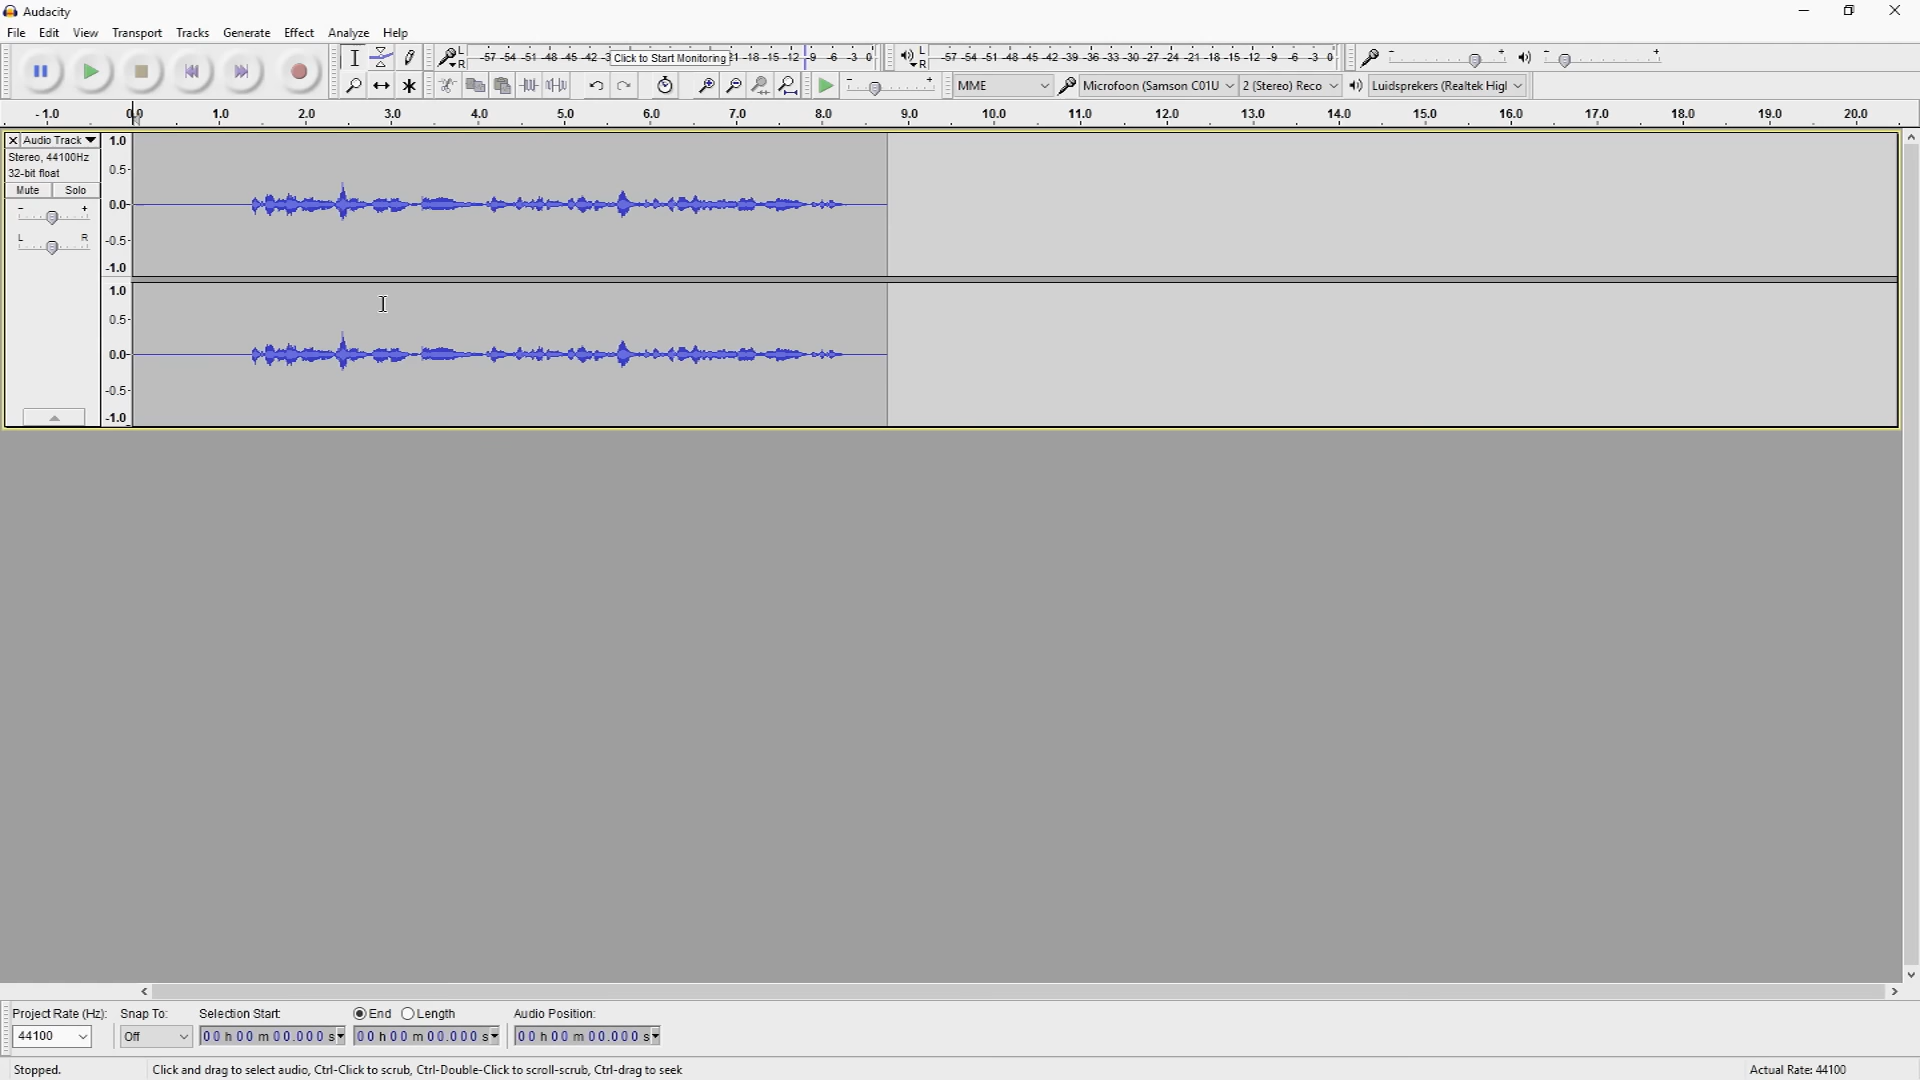 Audacity
File Edit View Transport Tracks Generate Effect Analyze Help
L R -57 -54 -51 -48 -45 -42 -3 Click to Start Monitoring 21 -18 -15 -12 -9 -6 -3 0 L R -57 -54 -51 -48 -45 -42 -39 -36 -33 -30 -27 -24 -21 -18 -15 -12 -9 -6 -3 0 - + - +
- + MME Microfoon (Samson C01U 2 (Stereo) Reco Luidsprekers (Realtek Higl
-1.0 0.0 1.0 2.0 3.0 4.0 5.0 6.0 7.0 8.0 9.0 10.0 11.0 12.0 13.0 14.0 15.0 16.0 17.0 18.0 19.0 20.0
X Audio Track 1.0
Stereo, 44100Hz
32-bit float 0.5-
Mute Solo
- + 0.0-
L R -0.5-
-1.0
1.0
0.5-
0.0-
-0.5-
-1.0
Project Rate (Hz): Snap To: Selection Start: End Length Audio Position:
44100 Off 00 h 00 m 00.000 s 00 h 00 m 00.000 s 00 h 00 m 00.000 s
Stopped. Click and drag to select audio, Ctrl-Click to scrub, Ctrl-Double-Click to scroll-scrub, Ctrl-drag to seek Actual Rate: 44100